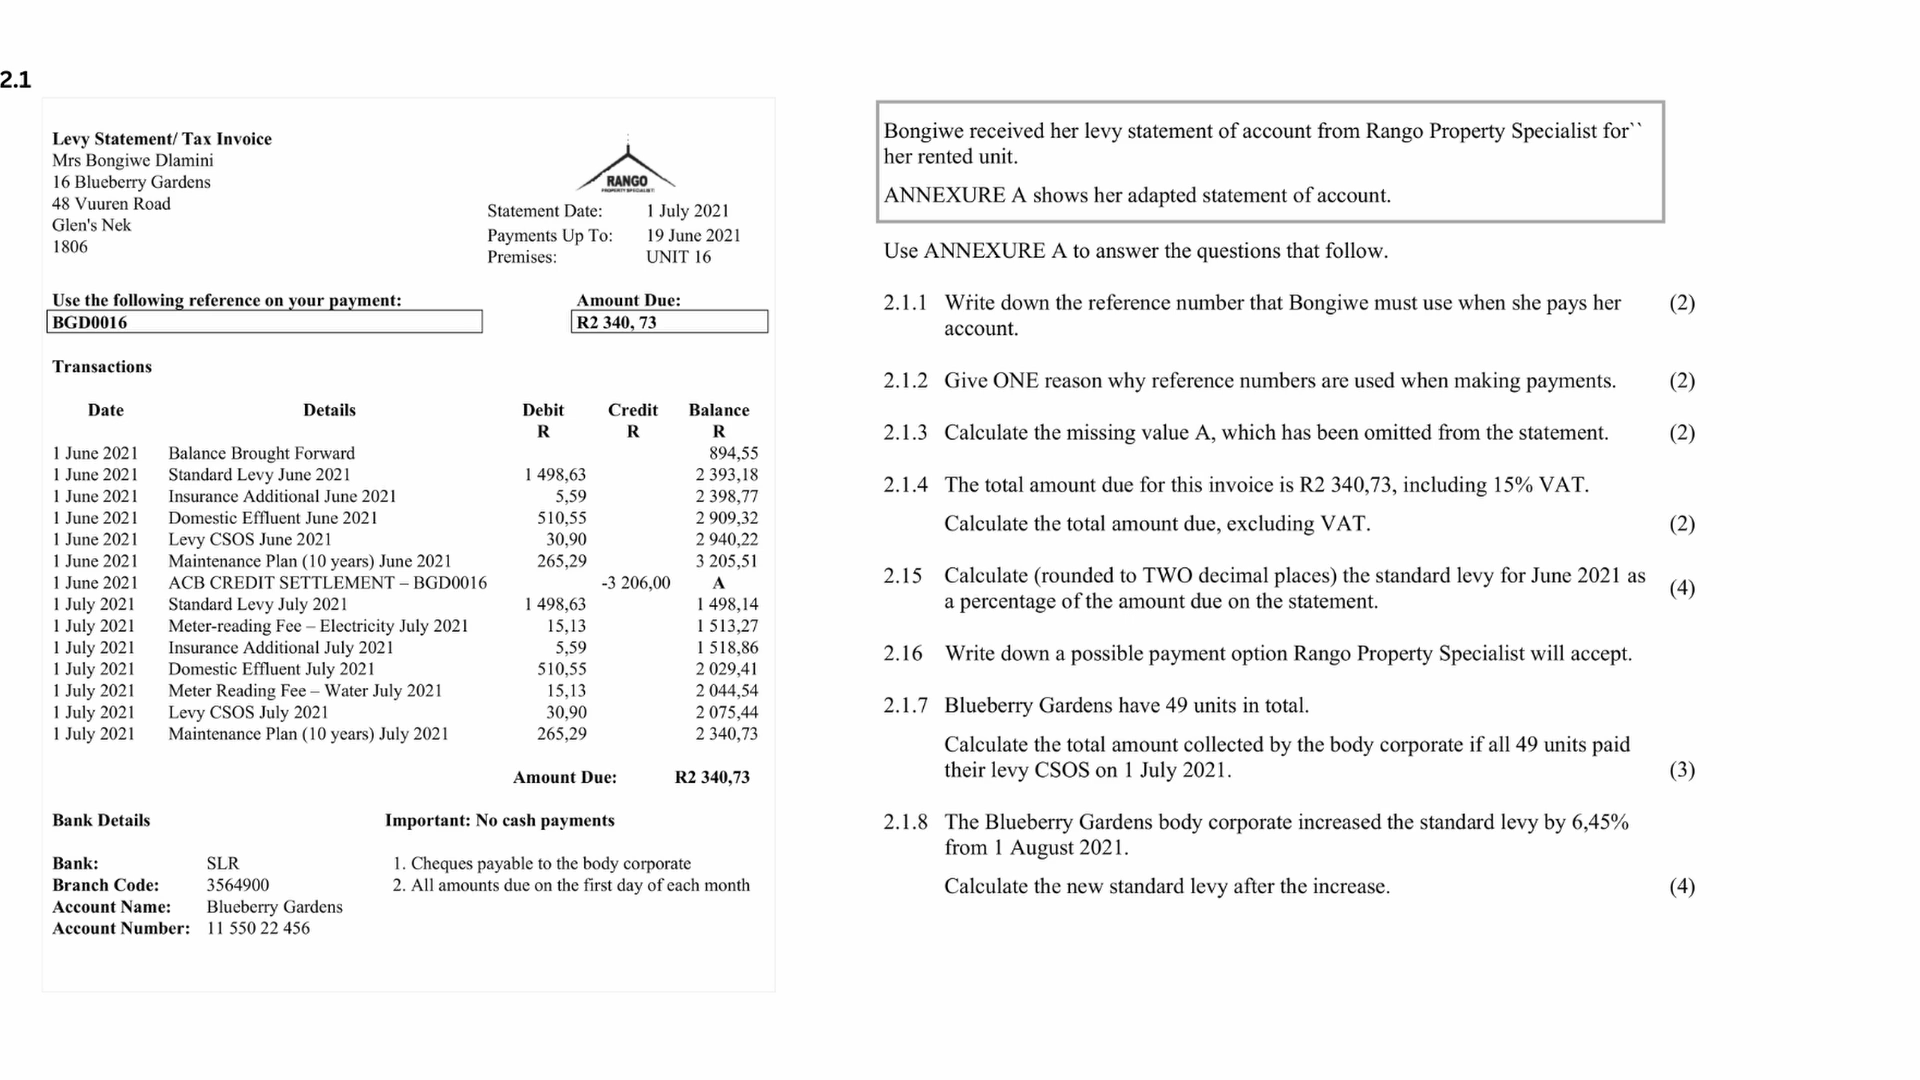 2.1
Levy Statement/ Tax Invoice
Mrs Bongiwe Dlamini
16 Blueberry Gardens
48 Vuuren Road
Glen's Nek
1806
RANGO
PROPERTY SPECIALIST
Statement Date: 1 July 2021
Payments Up To: 19 June 2021
Premises: UNIT 16
Use the following reference on your payment: Amount Due:
BGD0016 R2 340, 73
Transactions
Date Details Debit Credit Balance
R R R
1 June 2021 Balance Brought Forward 894,55
1 June 2021 Standard Levy June 2021 1 498,63 2 393,18
1 June 2021 Insurance Additional June 2021 5,59 2 398,77
1 June 2021 Domestic Effluent June 2021 510,55 2 909,32
1 June 2021 Levy CSOS June 2021 30,90 2 940,22
1 June 2021 Maintenance Plan (10 years) June 2021 265,29 3 205,51
1 June 2021 ACB CREDIT SETTLEMENT – BGD0016 -3 206,00 A
1 July 2021 Standard Levy July 2021 1 498,63 1 498,14
1 July 2021 Meter-reading Fee – Electricity July 2021 15,13 1 513,27
1 July 2021 Insurance Additional July 2021 5,59 1 518,86
1 July 2021 Domestic Effluent July 2021 510,55 2 029,41
1 July 2021 Meter Reading Fee – Water July 2021 15,13 2 044,54
1 July 2021 Levy CSOS July 2021 30,90 2 075,44
1 July 2021 Maintenance Plan (10 years) July 2021 265,29 2 340,73
Amount Due: R2 340,73
Bank Details Important: No cash payments
Bank: SLR 1. Cheques payable to the body corporate
Branch Code: 3564900 2. All amounts due on the first day of each month
Account Name: Blueberry Gardens
Account Number: 11 550 22 456
Bongiwe received her levy statement of account from Rango Property Specialist for``
her rented unit.
ANNEXURE A shows her adapted statement of account.
Use ANNEXURE A to answer the questions that follow.
2.1.1 Write down the reference number that Bongiwe must use when she pays her (2)
account.
2.1.2 Give ONE reason why reference numbers are used when making payments. (2)
2.1.3 Calculate the missing value A, which has been omitted from the statement. (2)
2.1.4 The total amount due for this invoice is R2 340,73, including 15% VAT.
Calculate the total amount due, excluding VAT. (2)
2.15 Calculate (rounded to TWO decimal places) the standard levy for June 2021 as (4)
a percentage of the amount due on the statement.
2.16 Write down a possible payment option Rango Property Specialist will accept.
2.1.7 Blueberry Gardens have 49 units in total.
Calculate the total amount collected by the body corporate if all 49 units paid
their levy CSOS on 1 July 2021. (3)
2.1.8 The Blueberry Gardens body corporate increased the standard levy by 6,45%
from 1 August 2021.
Calculate the new standard levy after the increase. (4)